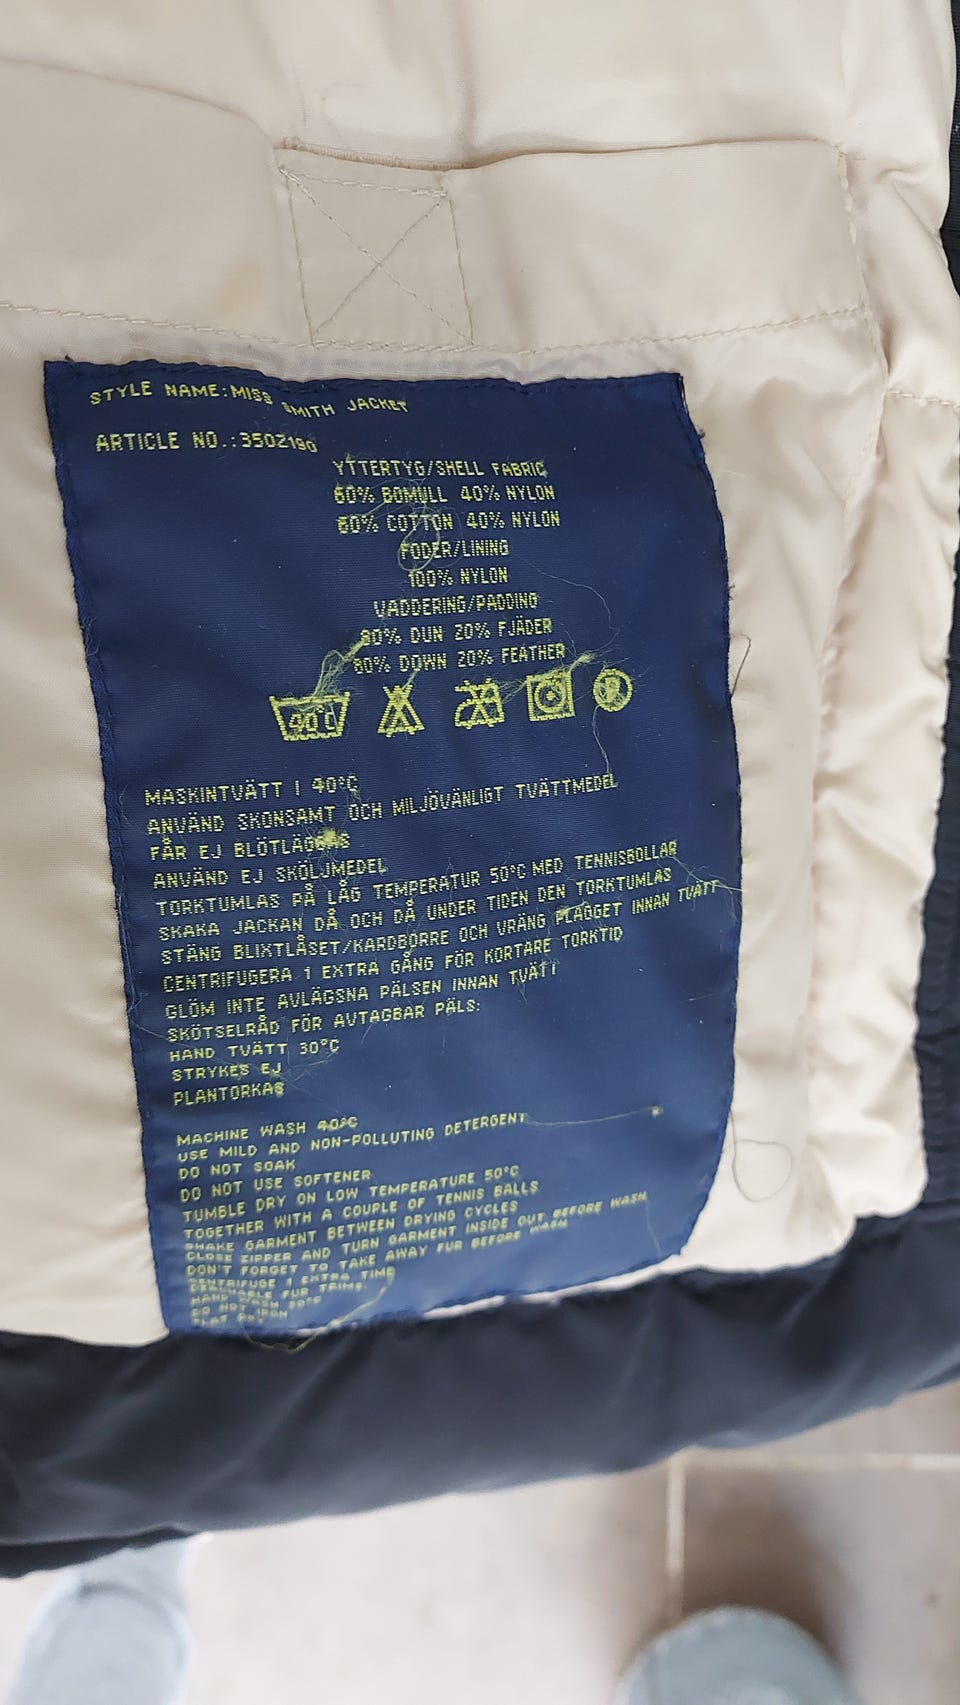 STYLE NAME:MISS SMITH JACKET
ARTICLE NO.:3502190
YTTERTYG/SHELL FABRIC
60% BOMULL 40% NYLON
60% COTTON 40% NYLON
FODER/LINING
100% NYLON
VADDERING/PADDING
80% DUN 20% FJÄDER
80% DOWN 20% FEATHER
40°C
MASKINTVÄTT I 40°C
ANVÄND SKONSAMT OCH MILJÖVÄNLIGT TVÄTTMEDEL
FÅR EJ BLÖTLÄGGAS
ANVÄND EJ SKÖLJMEDEL
TORKTUMLAS PÅ LÅG TEMPERATUR 50°C MED TENNISBOLLAR
SKAKA JACKAN DÅ OCH DÅ UNDER TIDEN DEN TORKTUMLAS
STÄNG BLIXTLÅSET/KARDBORRE OCH VRÄNG PLAGGET INNAN TVÄTT
CENTRIFUGERA 1 EXTRA GÅNG FÖR KORTARE TORKTID
GLÖM INTE AVLÄGSNA PÄLSEN INNAN TVÄTT
SKÖTSELRÅD FÖR AVTAGBAR PÄLS:
HAND TVÄTT 30°C
STRYKES EJ
PLANTORKAS
MACHINE WASH 40°C
USE MILD AND NON-POLLUTING DETERGENT
DO NOT SOAK
DO NOT USE SOFTENER
TUMBLE DRY ON LOW TEMPERATURE 50°C
TOGETHER WITH A COUPLE OF TENNIS BALLS
SHAKE GARMENT BETWEEN DRYING CYCLES
CLOSE ZIPPER AND TURN GARMENT INSIDE OUT BEFORE WASH
DON'T FORGET TO TAKE AWAY FUR BEFORE WASH
CENTRIFUGE 1 EXTRA TIME
FUR TRIMS:
HAND WASH 30°C
DO NOT IRON
FLAT DRY